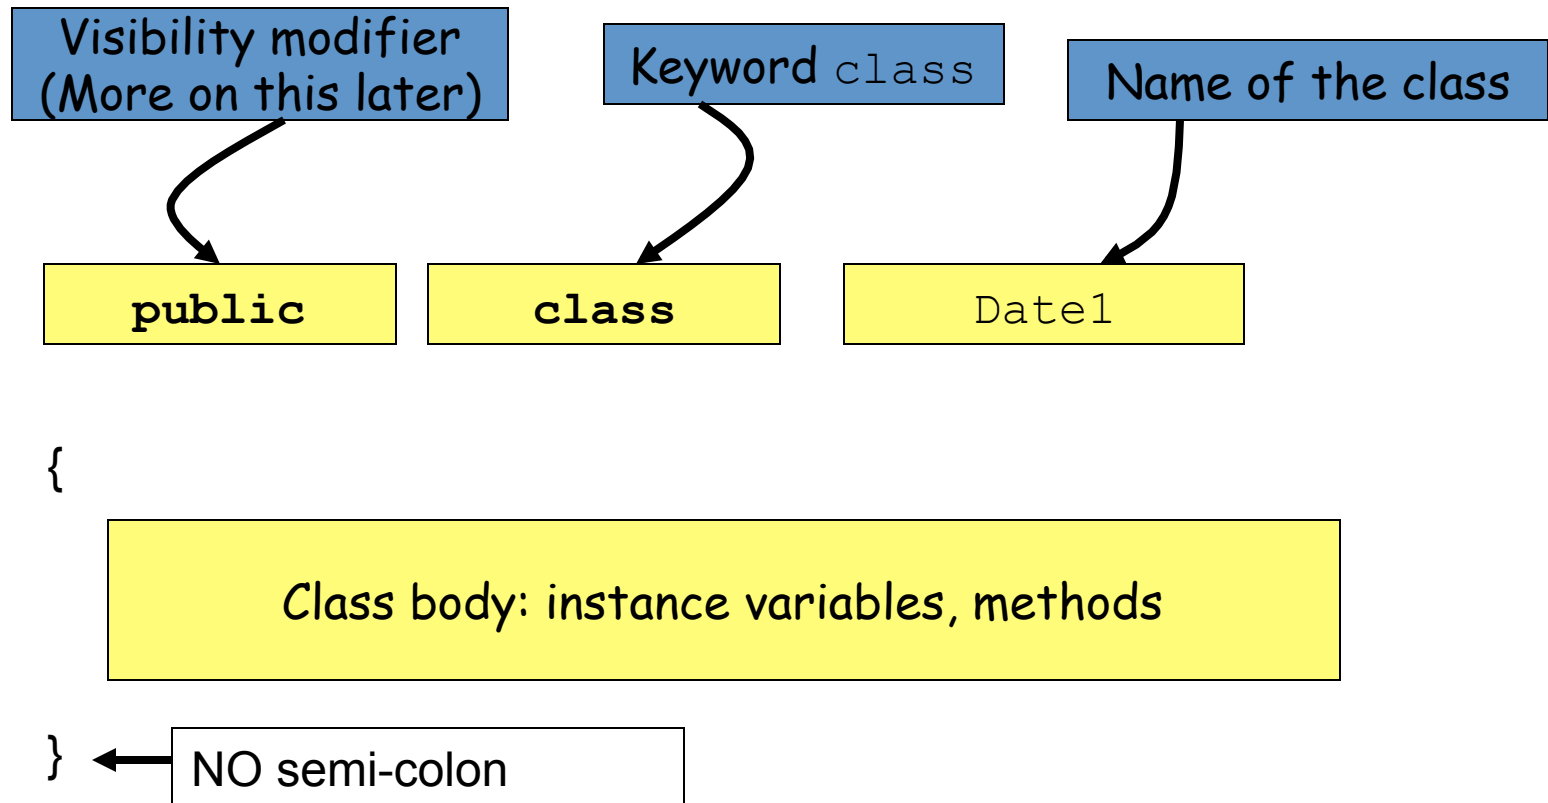 Visibility modifier
(More on this later)
Keyword class
Name of the class
public
class
Date1
{
Class body: instance variables, methods
}
NO semi-colon